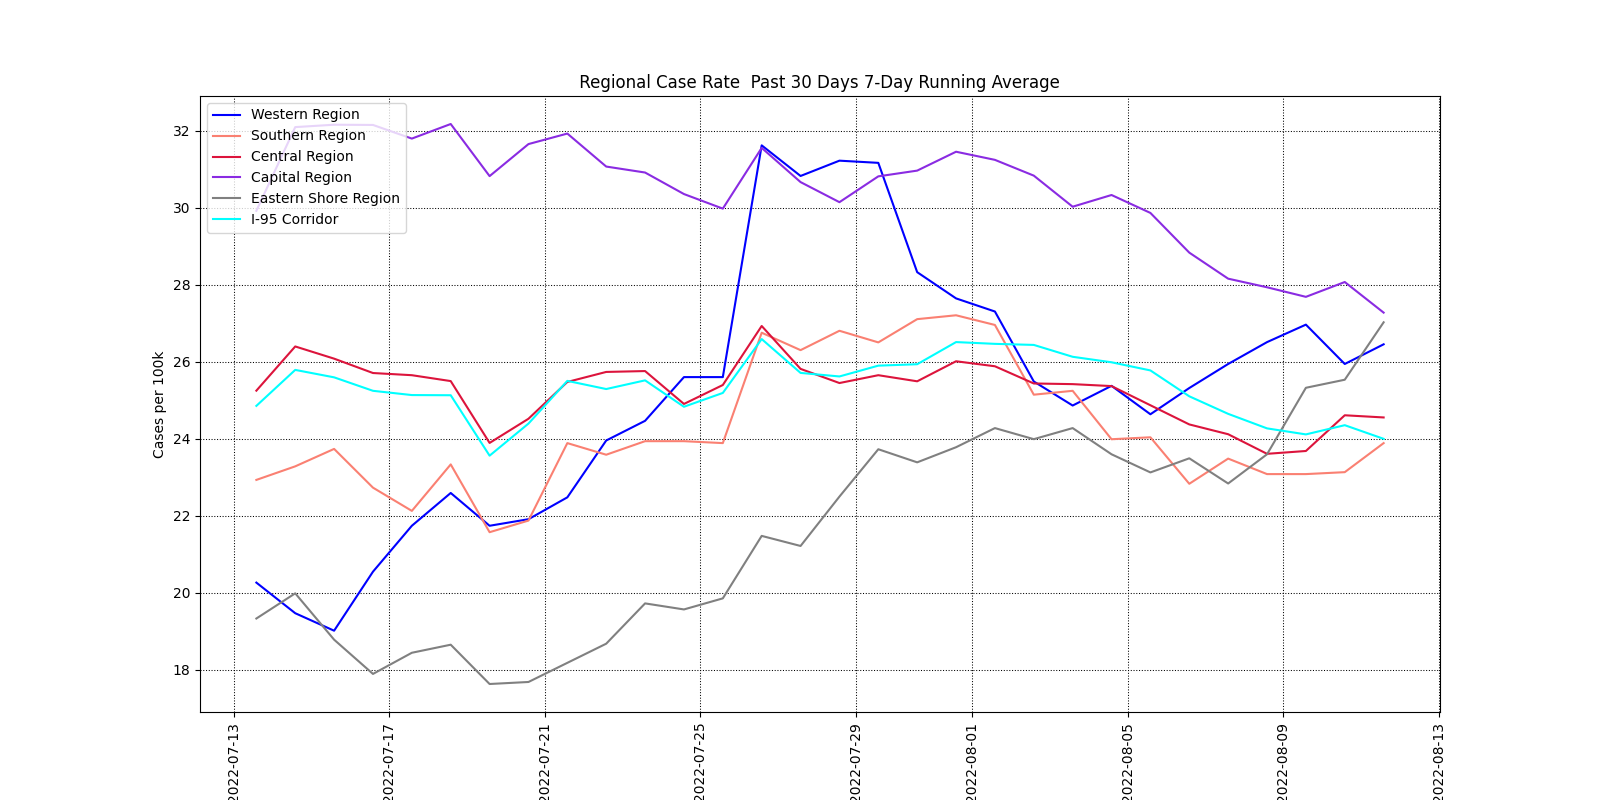 Regional Case Rate  Past 30 Days 7-Day Running Average
Western Region
Southern Region
Central Region
Capital Region
Eastern Shore Region
I-95 Corridor
Cases per 100k
32
30
28
26
24
22
20
18
2022-07-13
2022-07-17
2022-07-21
2022-07-25
2022-07-29
2022-08-01
2022-08-05
2022-08-09
2022-08-13